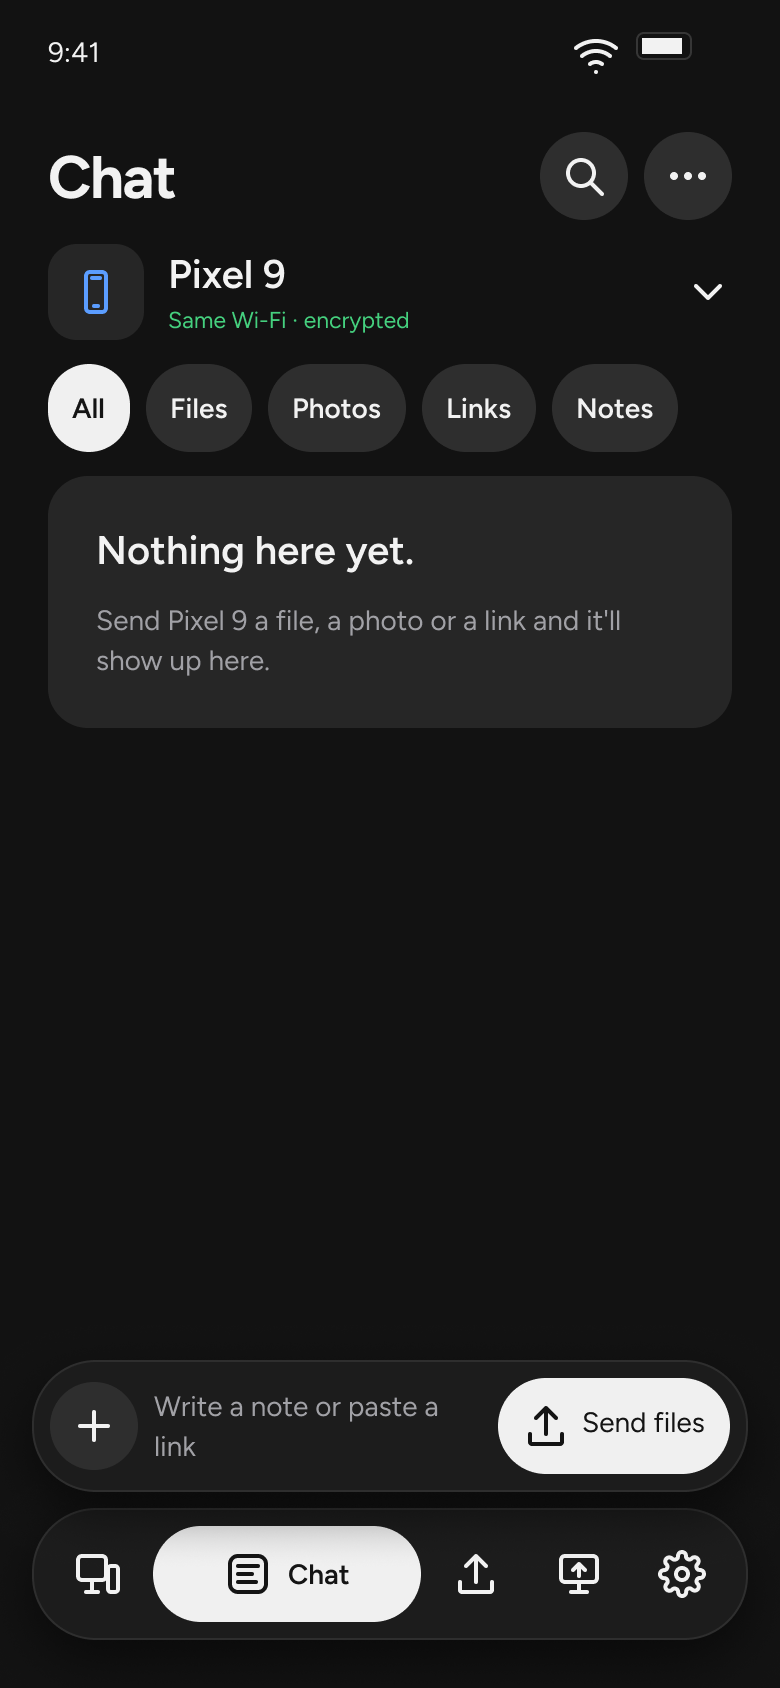 9:41
Chat
Pixel 9
Same Wi-Fi · encrypted
All
Files
Photos
Links
Notes
Nothing here yet.
Send Pixel 9 a file, a photo or a link and it'll
show up here.
Write a note or paste a
link
Send files
Chat